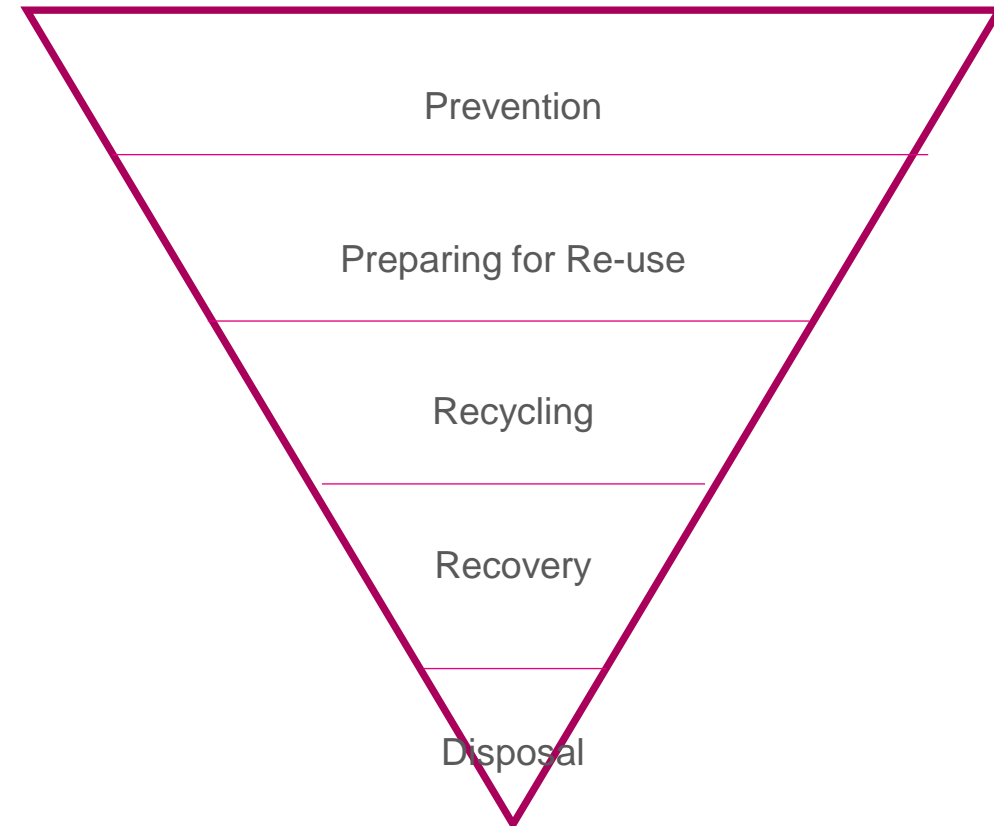 Prevention
Preparing for Re-use
Recycling
Recovery
Disposal